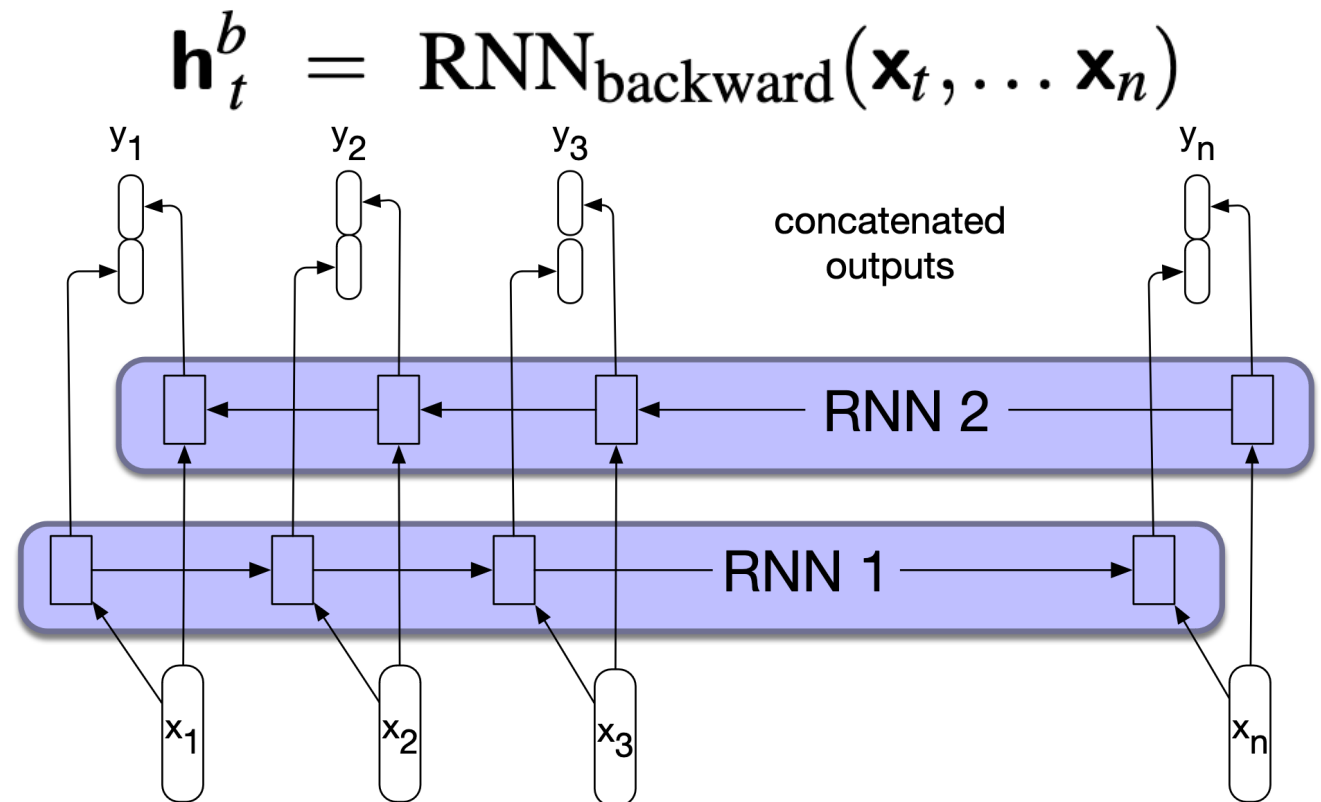 h^b_t = RNN_backward(x_t, ... x_n)
y_1 y_2 y_3 y_n
concatenated
outputs
RNN 2
RNN 1
x_1 x_2 x_3 x_n